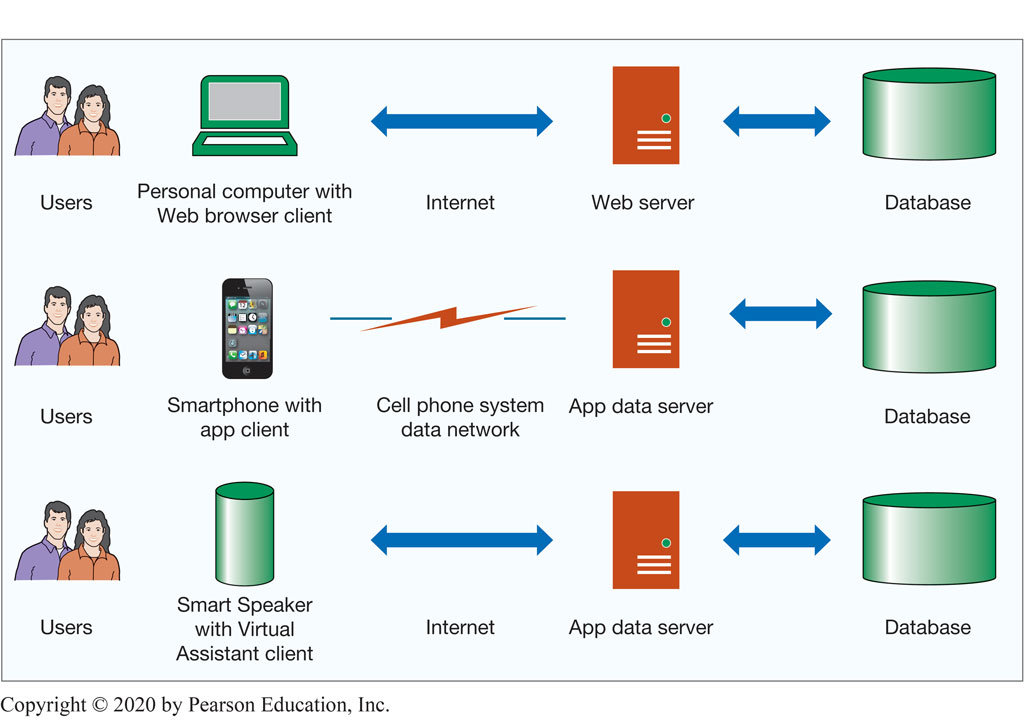 Users
Personal computer with
Web browser client
Internet
Web server
Database
Users
Smartphone with
app client
Cell phone system
data network
App data server
Database
Users
Smart Speaker
with Virtual
Assistant client
Internet
App data server
Database
Copyright © 2020 by Pearson Education, Inc.